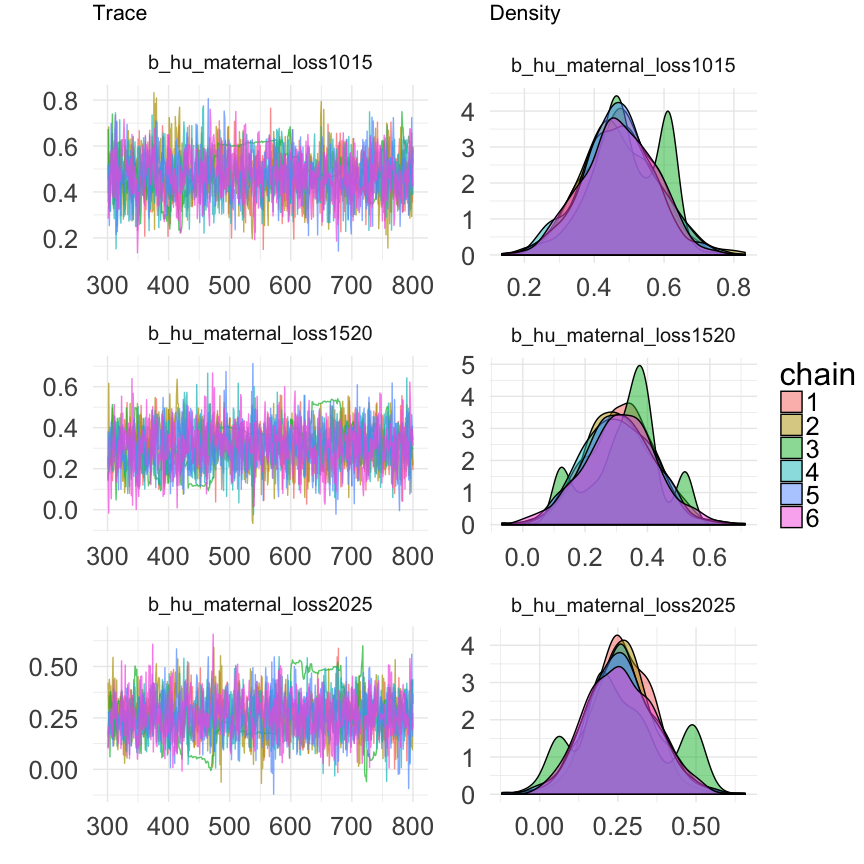 Trace
Density
b_hu_maternal_loss1015
b_hu_maternal_loss1015
0.8
0.6
0.4
0.2
300 400 500 600 700 800
4
3
2
1
0
0.2 0.4 0.6 0.8
b_hu_maternal_loss1520
b_hu_maternal_loss1520
0.6
0.4
0.2
0.0
300 400 500 600 700 800
5
4
3
2
1
0
0.0 0.2 0.4 0.6
chain
1
2
3
4
5
6
b_hu_maternal_loss2025
b_hu_maternal_loss2025
0.50
0.25
0.00
300 400 500 600 700 800
4
3
2
1
0
0.00 0.25 0.50